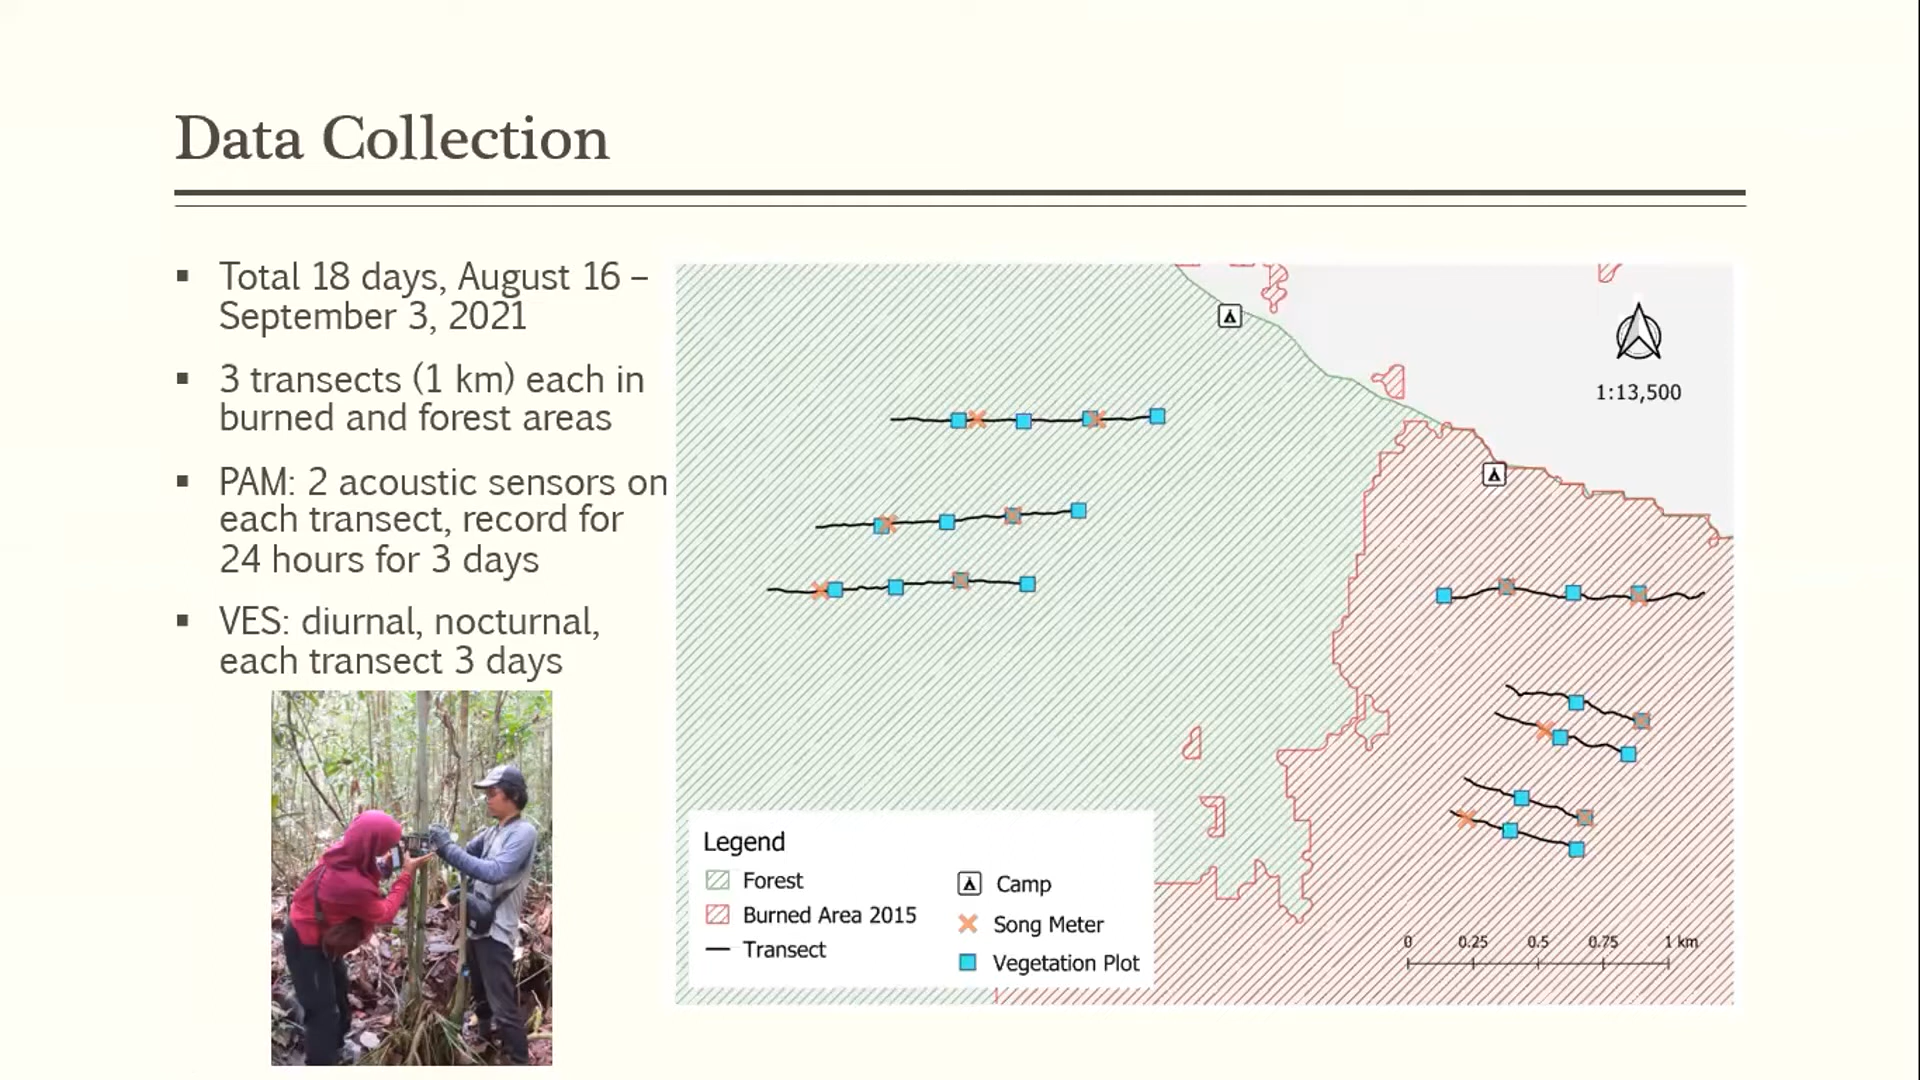 Data Collection
▪ Total 18 days, August 16 –
September 3, 2021
▪ 3 transects (1 km) each in
burned and forest areas
▪ PAM: 2 acoustic sensors on
each transect, record for
24 hours for 3 days
▪ VES: diurnal, nocturnal,
each transect 3 days
1:13,500
Legend
Forest
Burned Area 2015
Transect
Camp
Song Meter
Vegetation Plot
0 0.25 0.5 0.75 1 km